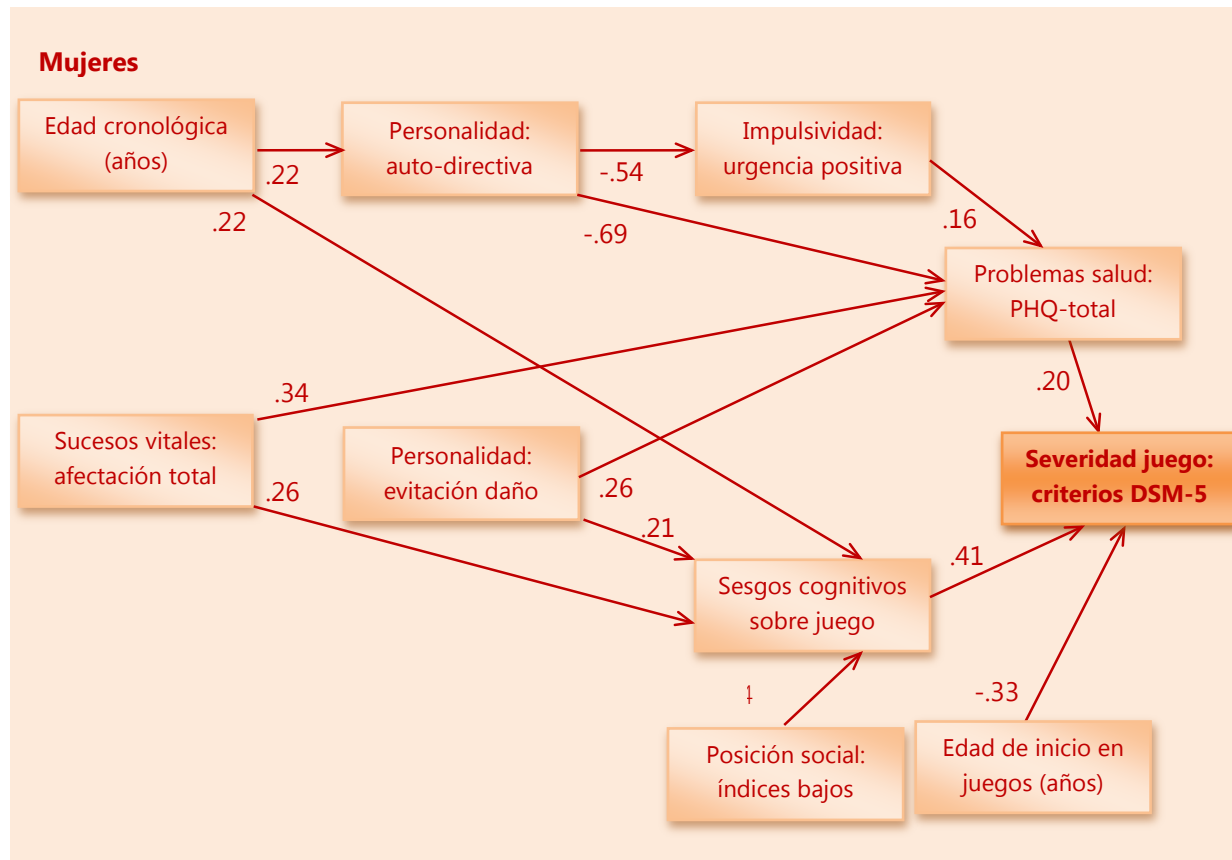 Mujeres
Edad cronológica
(años)
Personalidad:
auto-directiva
Impulsividad:
urgencia positiva
.22
-.54
.22
-.69
.16
Problemas salud:
PHQ-total
.34
.20
Sucesos vitales:
afectación total
Personalidad:
evitación daño
Severidad juego:
criterios DSM-5
.26
.26
.21
.41
Sesgos cognitivos
sobre juego
-.33
Posición social:
índices bajos
Edad de inicio en
juegos (años)